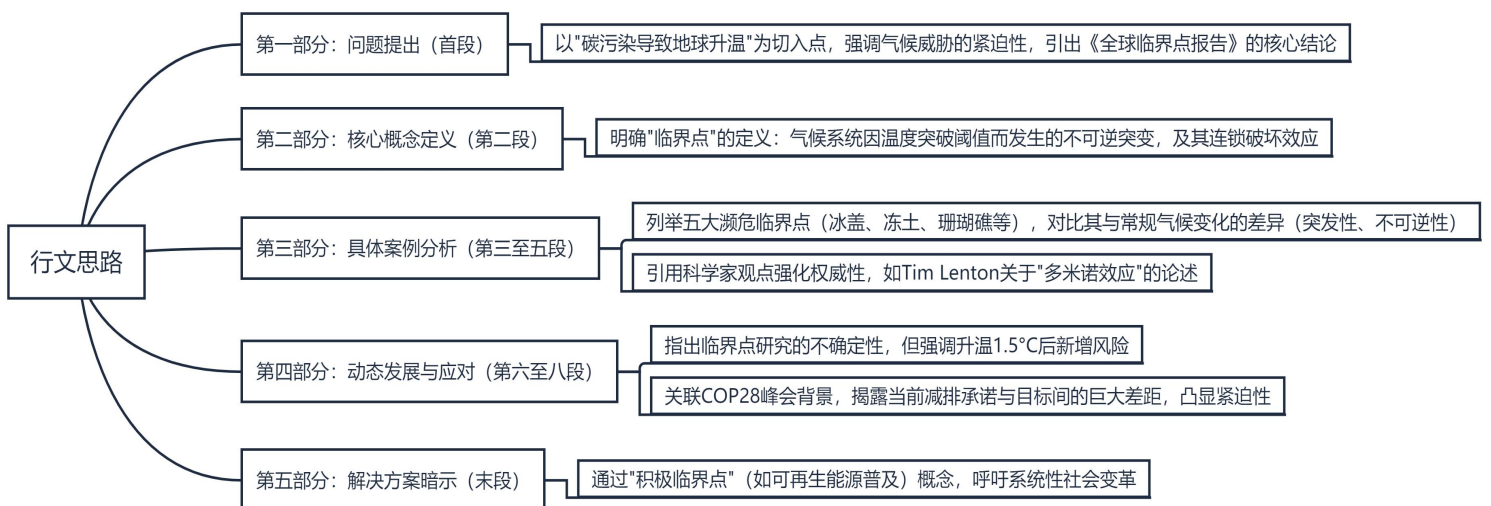 行文思路
第一部分：问题提出（首段）
以"碳污染导致地球升温"为切入点，强调气候威胁的紧迫性，引出《全球临界点报告》的核心结论
第二部分：核心概念定义（第二段）
明确"临界点"的定义：气候系统因温度突破阈值而发生的不可逆突变，及其连锁破坏效应
第三部分：具体案例分析（第三至五段）
列举五大濒危临界点（冰盖、冻土、珊瑚礁等），对比其与常规气候变化的差异（突发性、不可逆性）
引用科学家观点强化权威性，如Tim Lenton关于"多米诺效应"的论述
第四部分：动态发展与应对（第六至八段）
指出临界点研究的不确定性，但强调升温1.5°C后新增风险
关联COP28峰会背景，揭露当前减排承诺与目标间的巨大差距，凸显紧迫性
第五部分：解决方案暗示（末段）
通过"积极临界点"（如可再生能源普及）概念，呼吁系统性社会变革